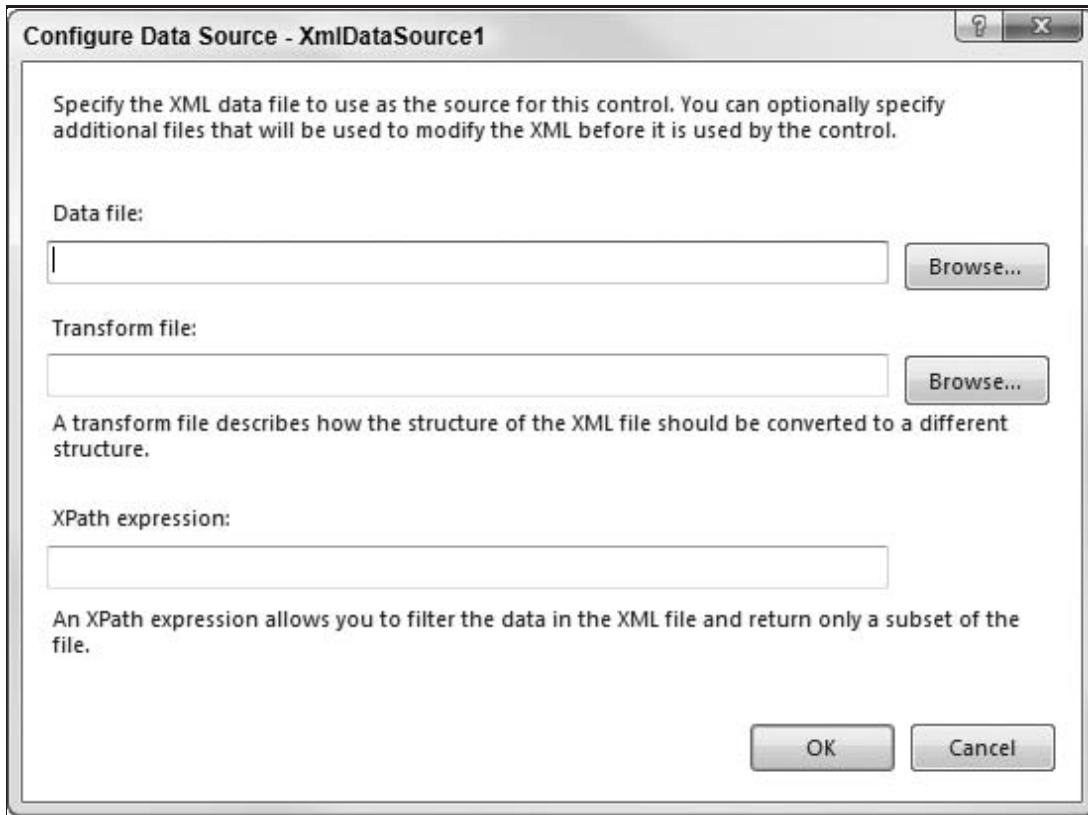 Configure Data Source - XmlDataSource1
Specify the XML data file to use as the source for this control. You can optionally specify
additional files that will be used to modify the XML before it is used by the control.
Data file:
Browse...
Transform file:
Browse...
A transform file describes how the structure of the XML file should be converted to a different
structure.
XPath expression:
An XPath expression allows you to filter the data in the XML file and return only a subset of the
file.
OK
Cancel